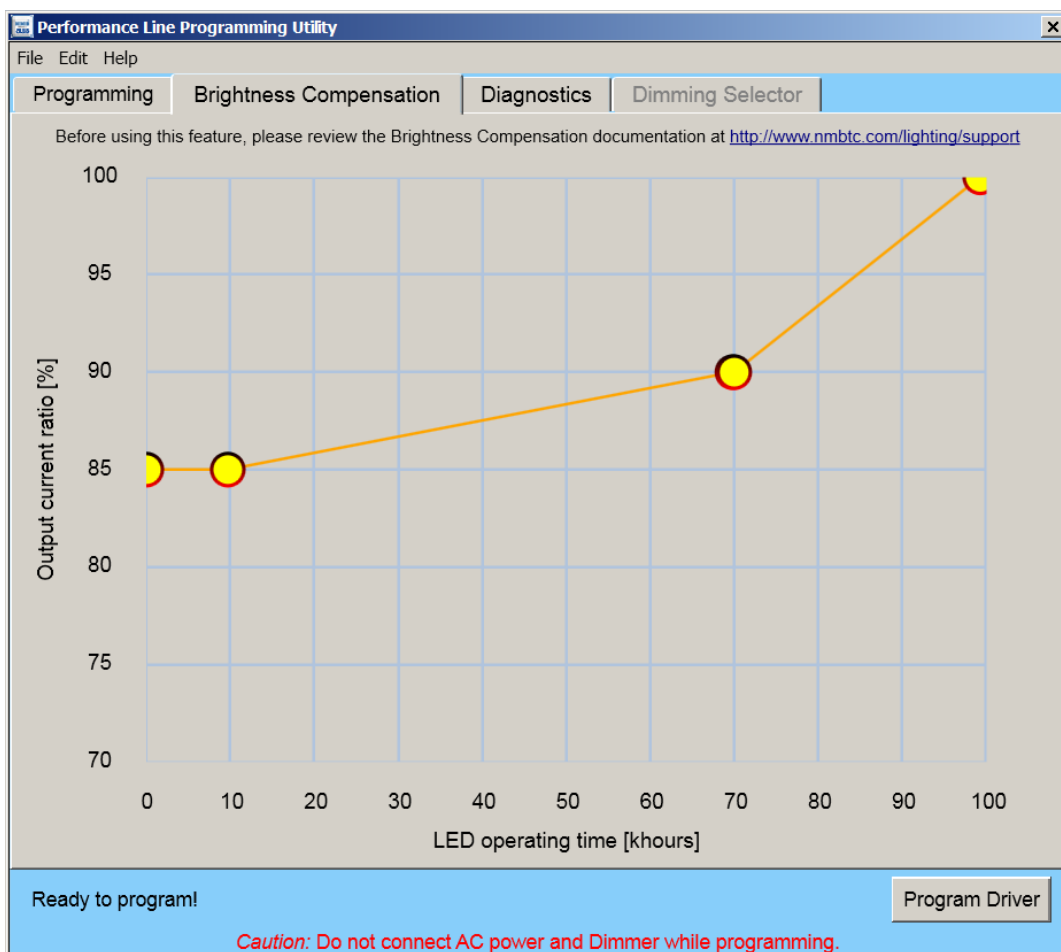 Performance Line Programming Utility
File Edit Help
Programming Brightness Compensation Diagnostics Dimming Selector
Before using this feature, please review the Brightness Compensation documentation at http://www.nmbtc.com/lighting/support
100
95
90
85
80
75
70
Output current ratio [%]
0 10 20 30 40 50 60 70 80 90 100
LED operating time [khours]
Ready to program!
Program Driver
Caution: Do not connect AC power and Dimmer while programming.